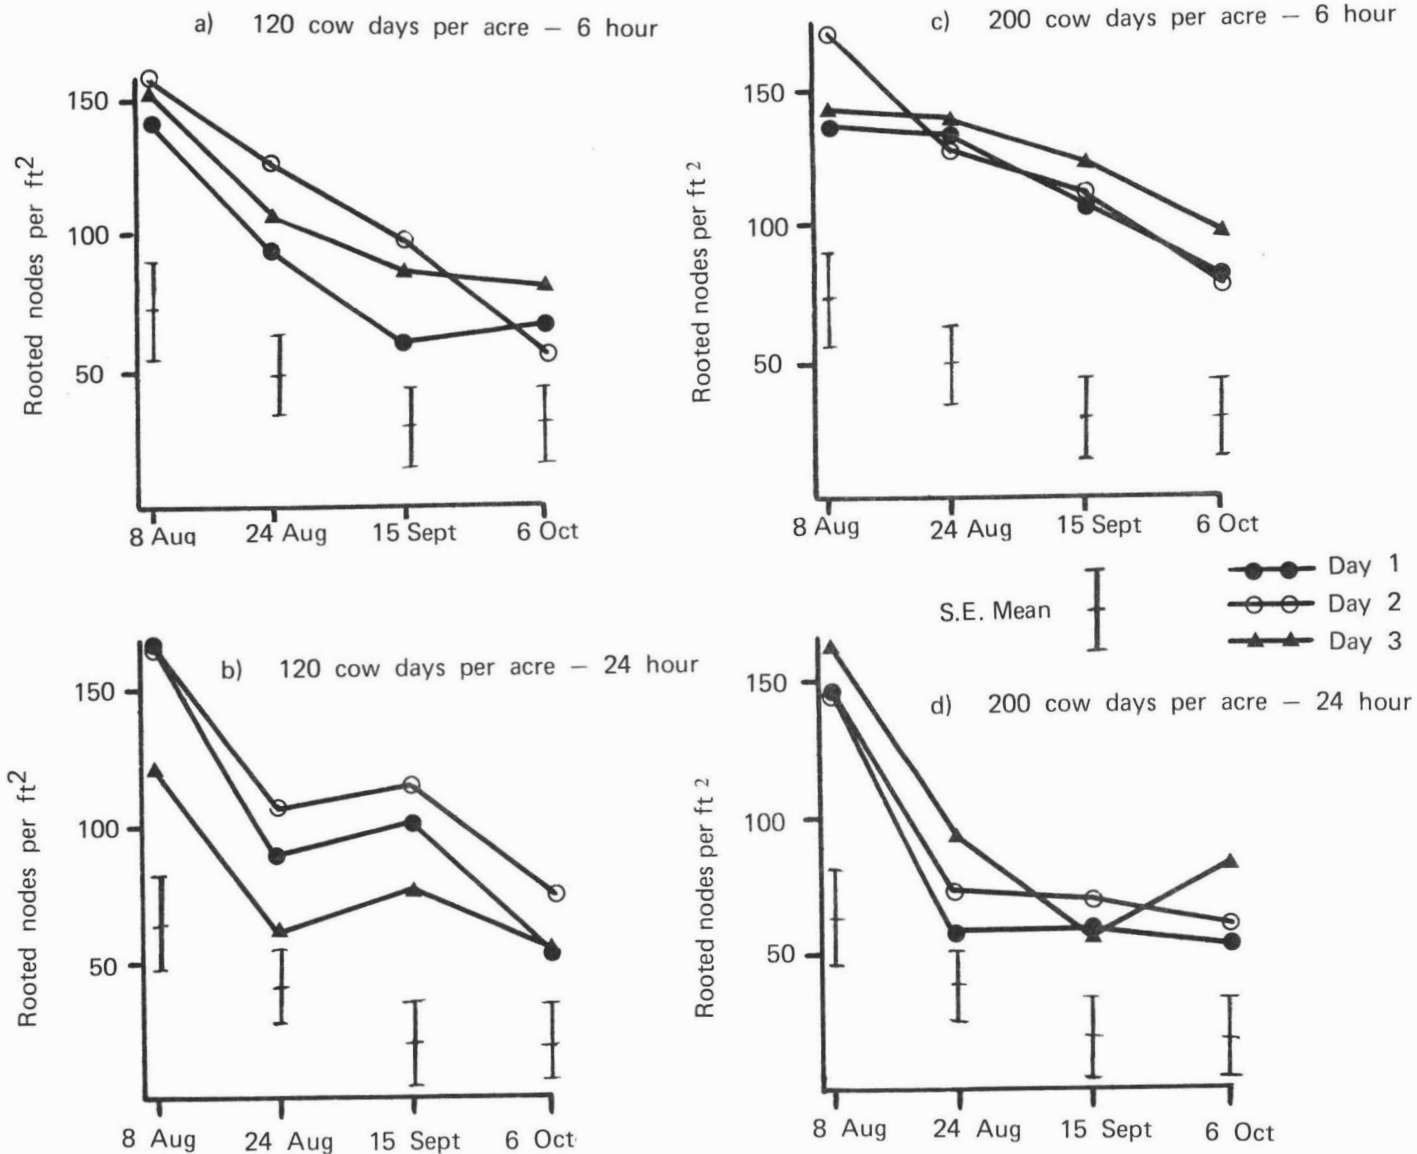 a) 120 cow days per acre – 6 hour
150
100
50
Rooted nodes per ft2
8 Aug
24 Aug
15 Sept
6 Oct
c) 200 cow days per acre – 6 hour
150
100
50
Rooted nodes per ft 2
8 Aug
24 Aug
15 Sept
6 Oct
S.E. Mean
Day 1
Day 2
Day 3
b) 120 cow days per acre – 24 hour
150
100
50
Rooted nodes per ft2
8 Aug
24 Aug
15 Sept
6 Oct
d) 200 cow days per acre – 24 hour
150
100
50
Rooted nodes per ft 2
8 Aug
24 Aug
15 Sept
6 Oct